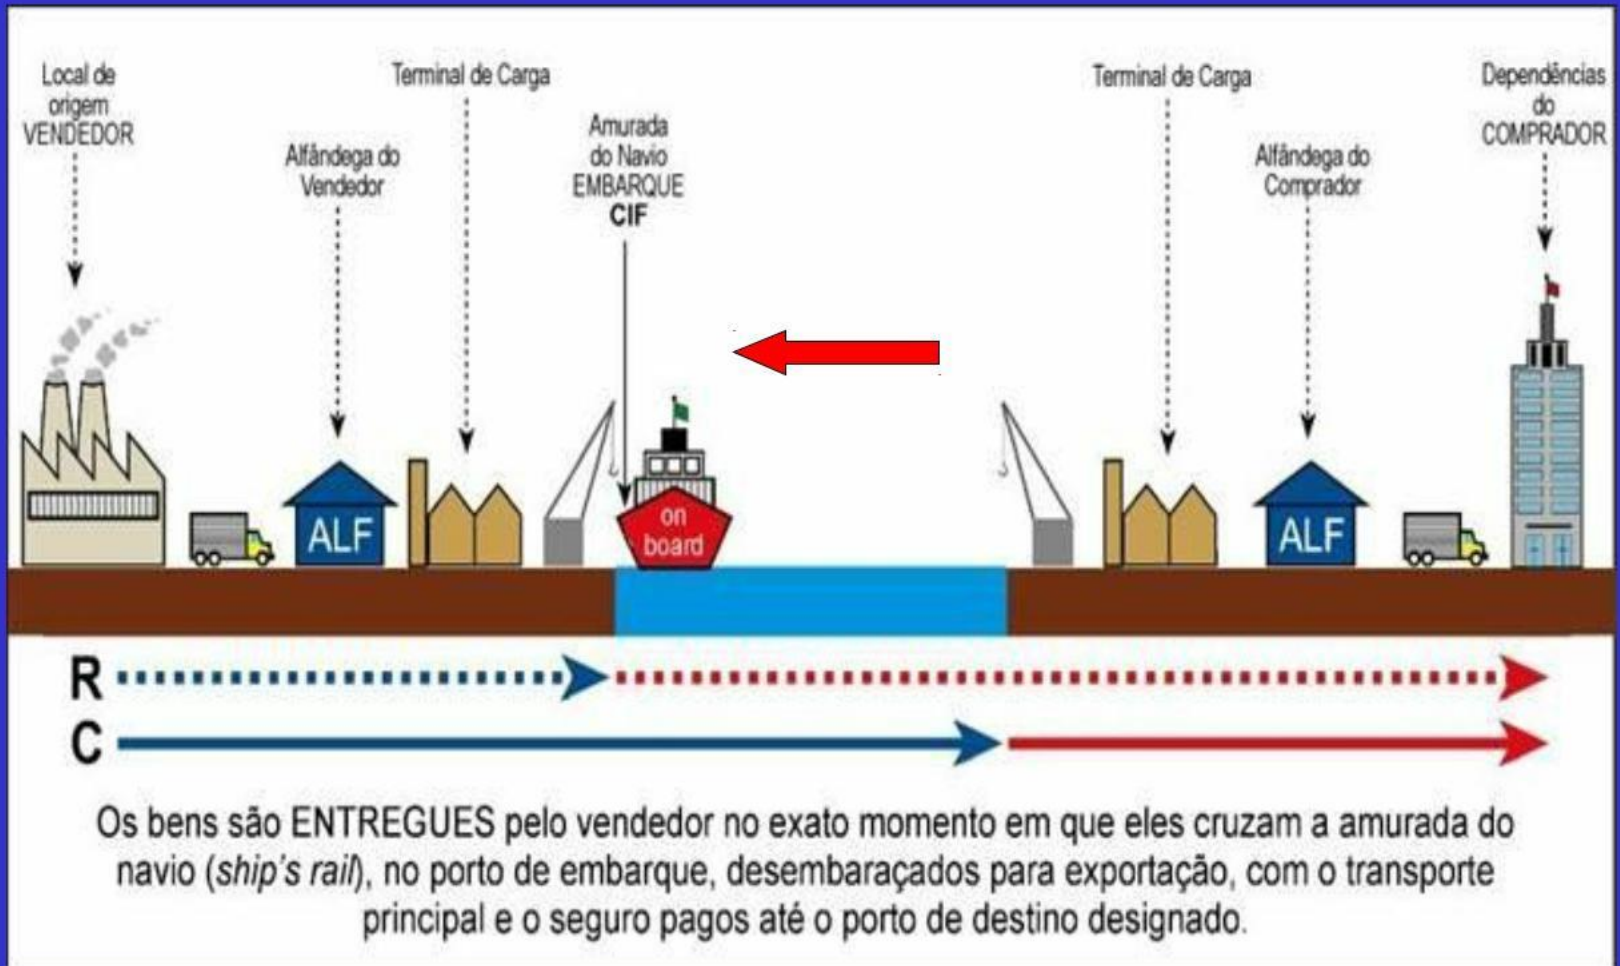 Local de
origem
VENDEDOR
Alfândega do
Vendedor
Terminal de Carga
Amurada
do Navio
EMBARQUE
CIF
Terminal de Carga
Alfândega do
Comprador
Dependências
do
COMPRADOR
ALF
on
board
ALF
R
C
Os bens são ENTREGUES pelo vendedor no exato momento em que eles cruzam a amurada do
navio (ship's rail), no porto de embarque, desembaraçados para exportação, com o transporte
principal e o seguro pagos até o porto de destino designado.